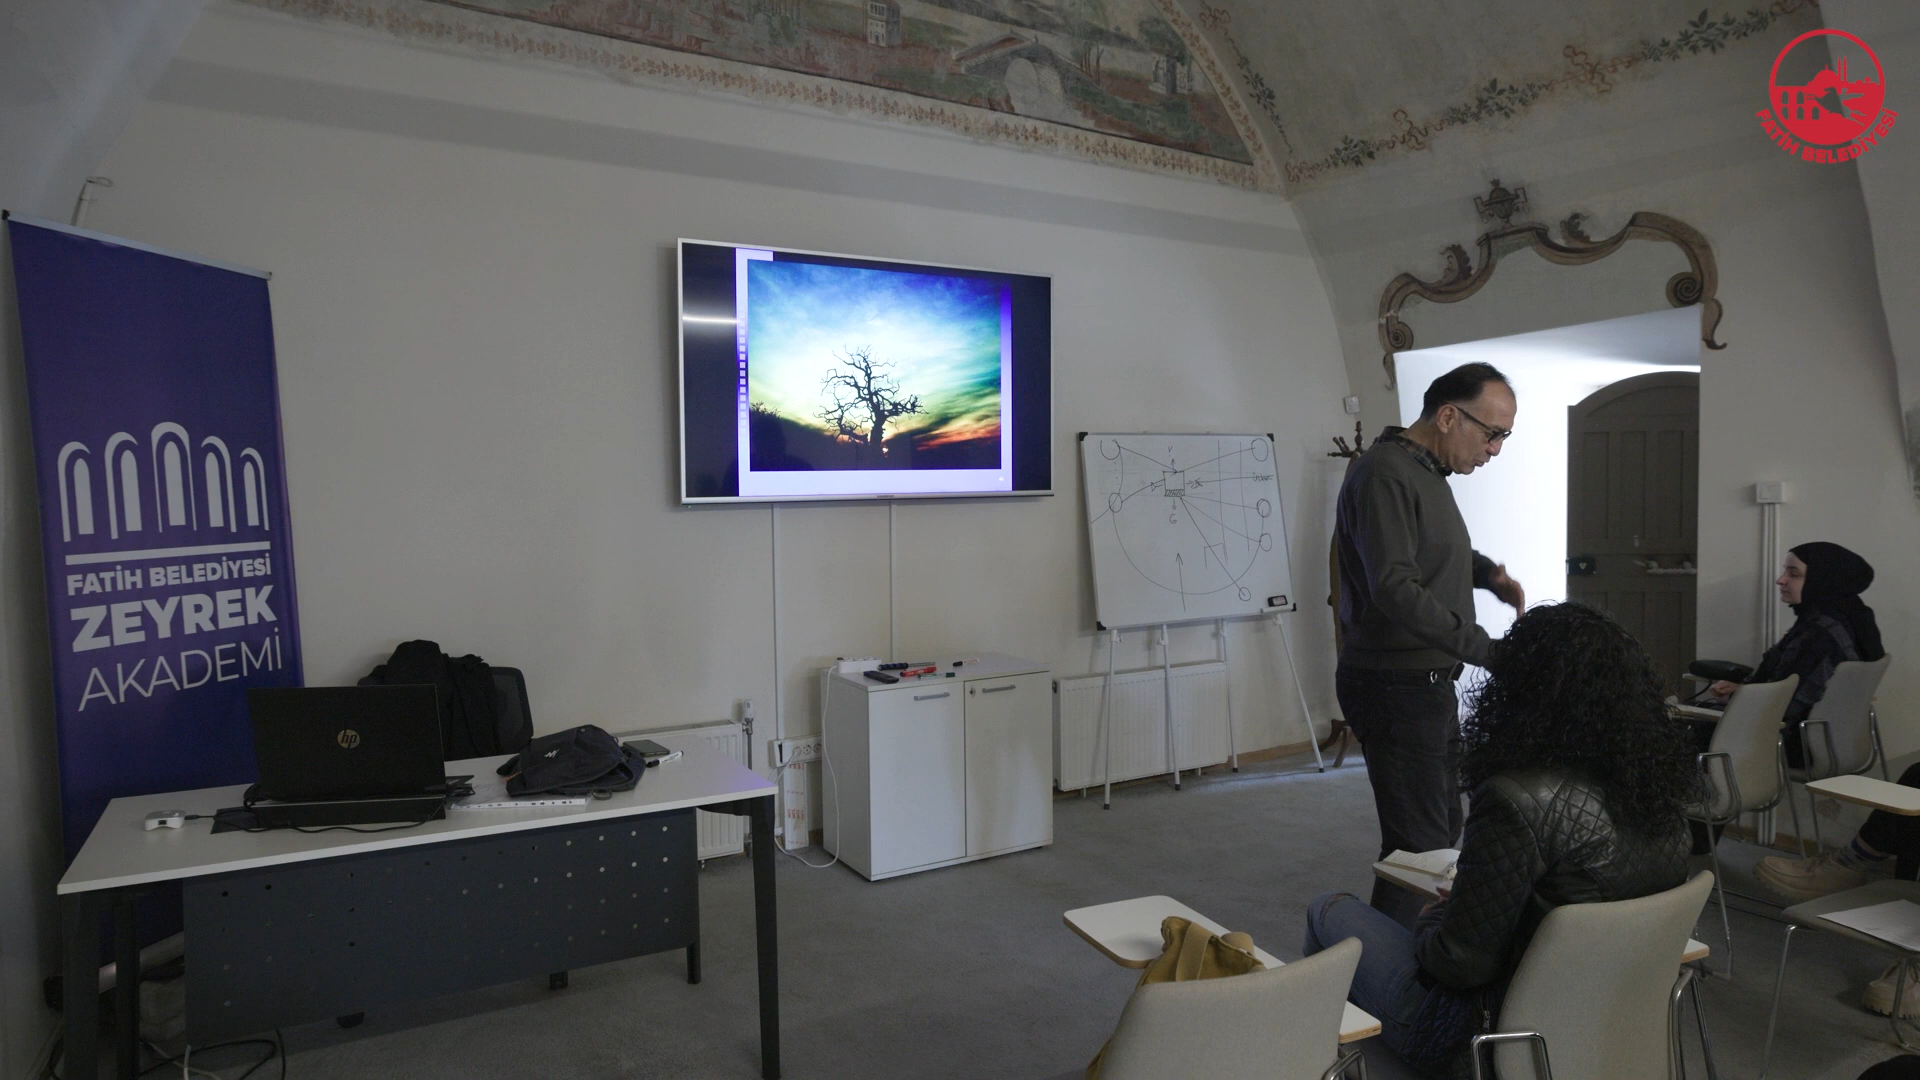 FATİH BELEDİYESİ
FATİH BELEDİYESİ
ZEYREK
AKADEMİ
hp
V
G